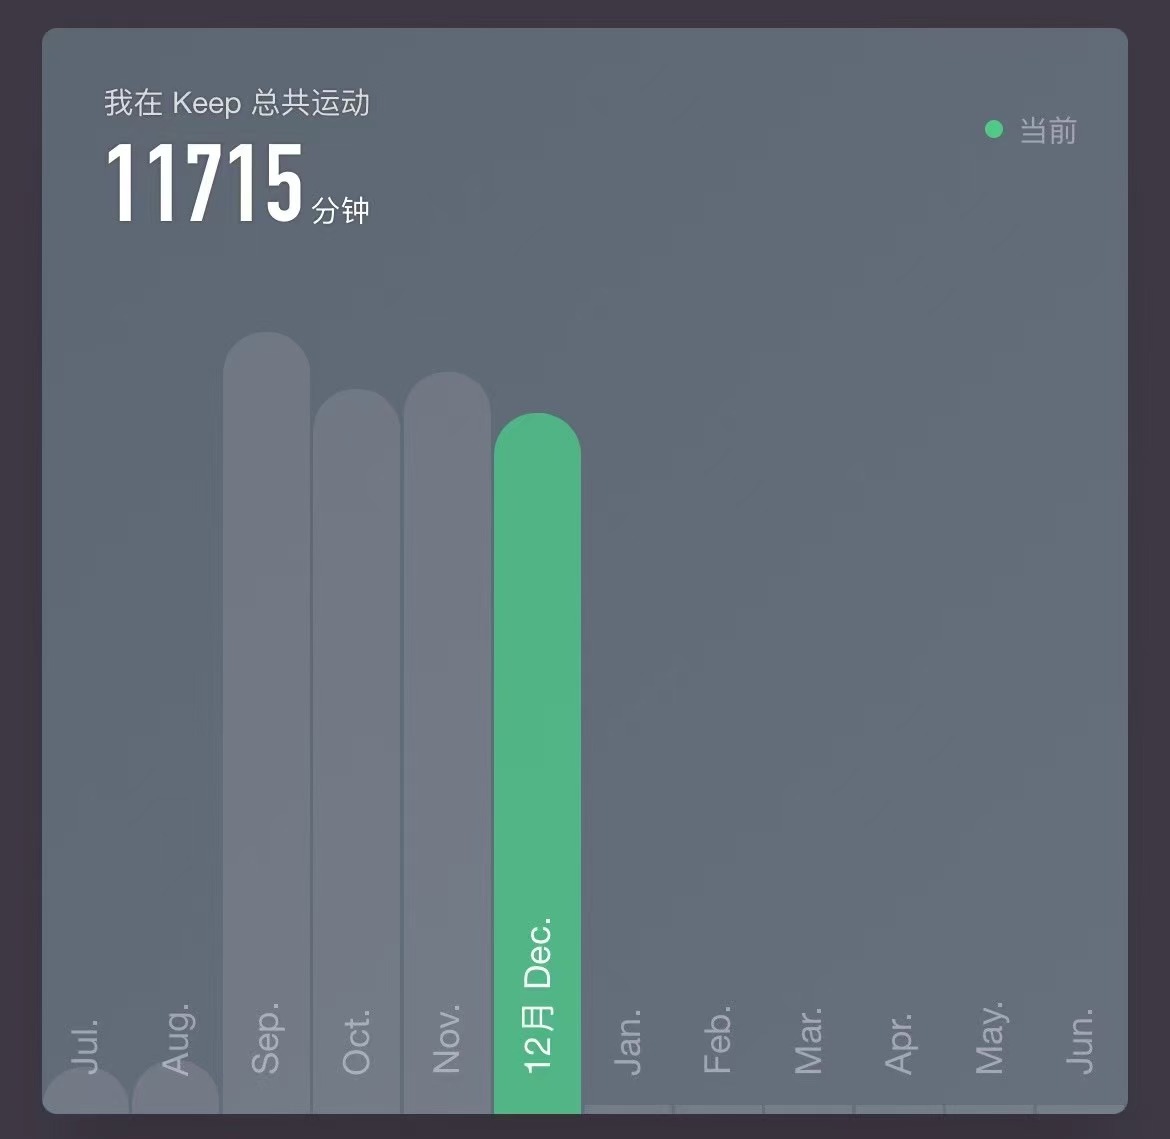 我在 Keep 总共运动
11715 分钟
当前
Jul.
Aug.
Sep.
Oct.
Nov.
12月 Dec.
Jan.
Feb.
Mar.
Apr.
May.
Jun.